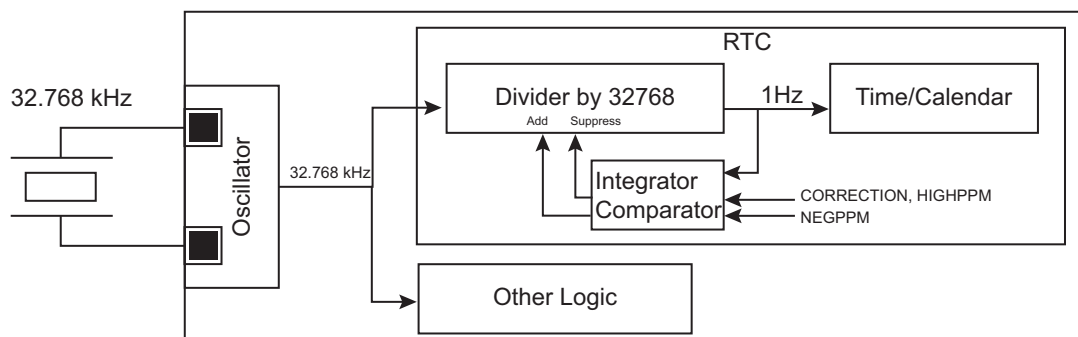 RTC
32.768 kHz
Oscillator
32.768 kHz
Divider by 32768
Add Suppress
1Hz
Time/Calendar
Integrator
Comparator
CORRECTION, HIGHPPM
NEGPPM
Other Logic